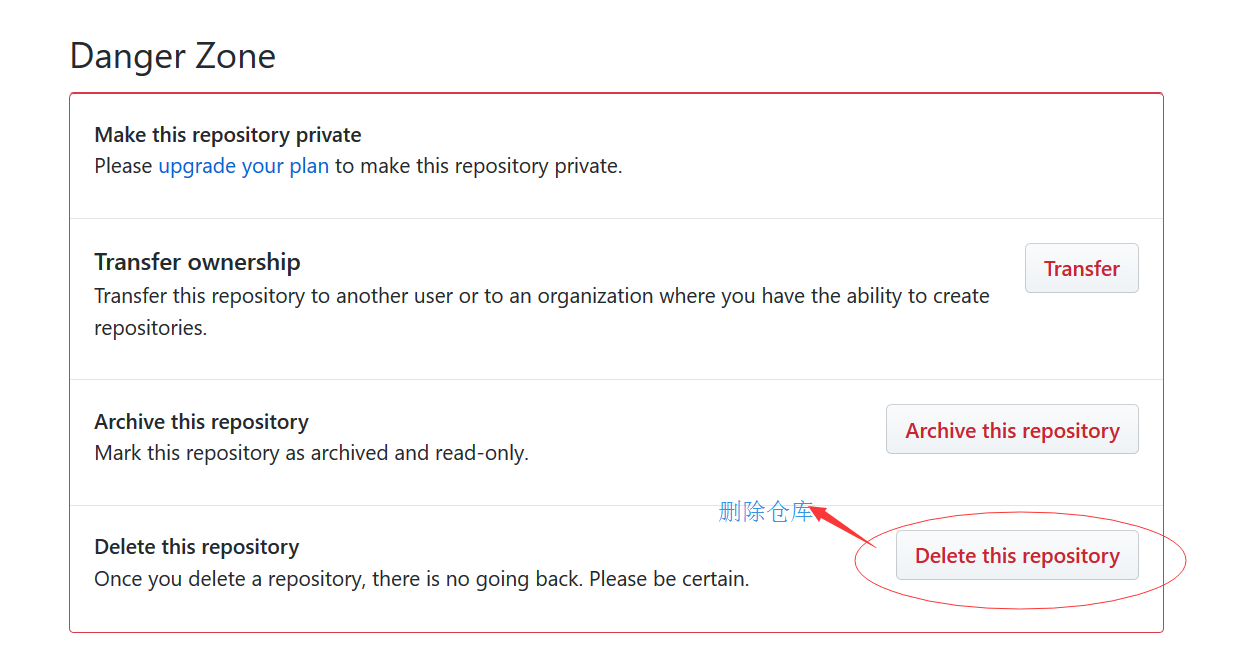 Danger Zone
Make this repository private
Please upgrade your plan to make this repository private.
Transfer ownership
Transfer
Transfer this repository to another user or to an organization where you have the ability to create
repositories.
Archive this repository
Archive this repository
Mark this repository as archived and read-only.
删除仓库
Delete this repository
Delete this repository
Once you delete a repository, there is no going back. Please be certain.